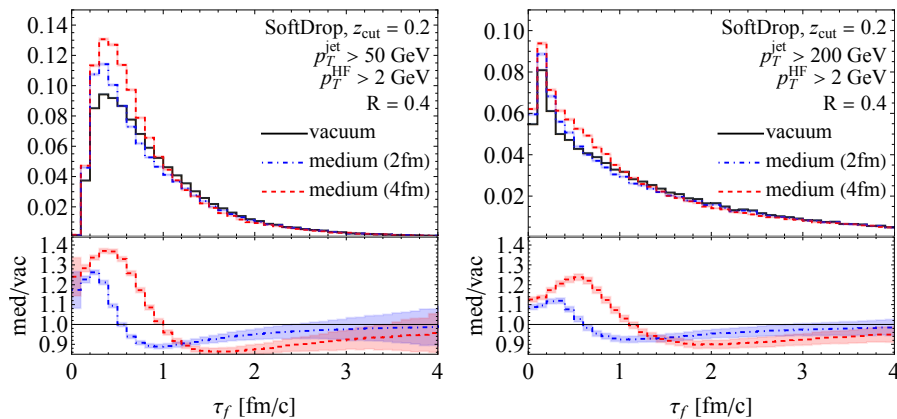 SoftDrop, z_cut = 0.2
p_T^jet > 50 GeV
p_T^HF > 2 GeV
R = 0.4
vacuum
medium (2fm)
medium (4fm)
0.14
0.12
0.10
0.08
0.06
0.04
0.02
med/vac
1.4
1.3
1.2
1.1
1.0
0.9
0 1 2 3 4
τ_f [fm/c]
SoftDrop, z_cut = 0.2
p_T^jet > 200 GeV
p_T^HF > 2 GeV
R = 0.4
vacuum
medium (2fm)
medium (4fm)
0.10
0.08
0.06
0.04
0.02
med/vac
1.4
1.3
1.2
1.1
1.0
0.9
0 1 2 3 4
τ_f [fm/c]